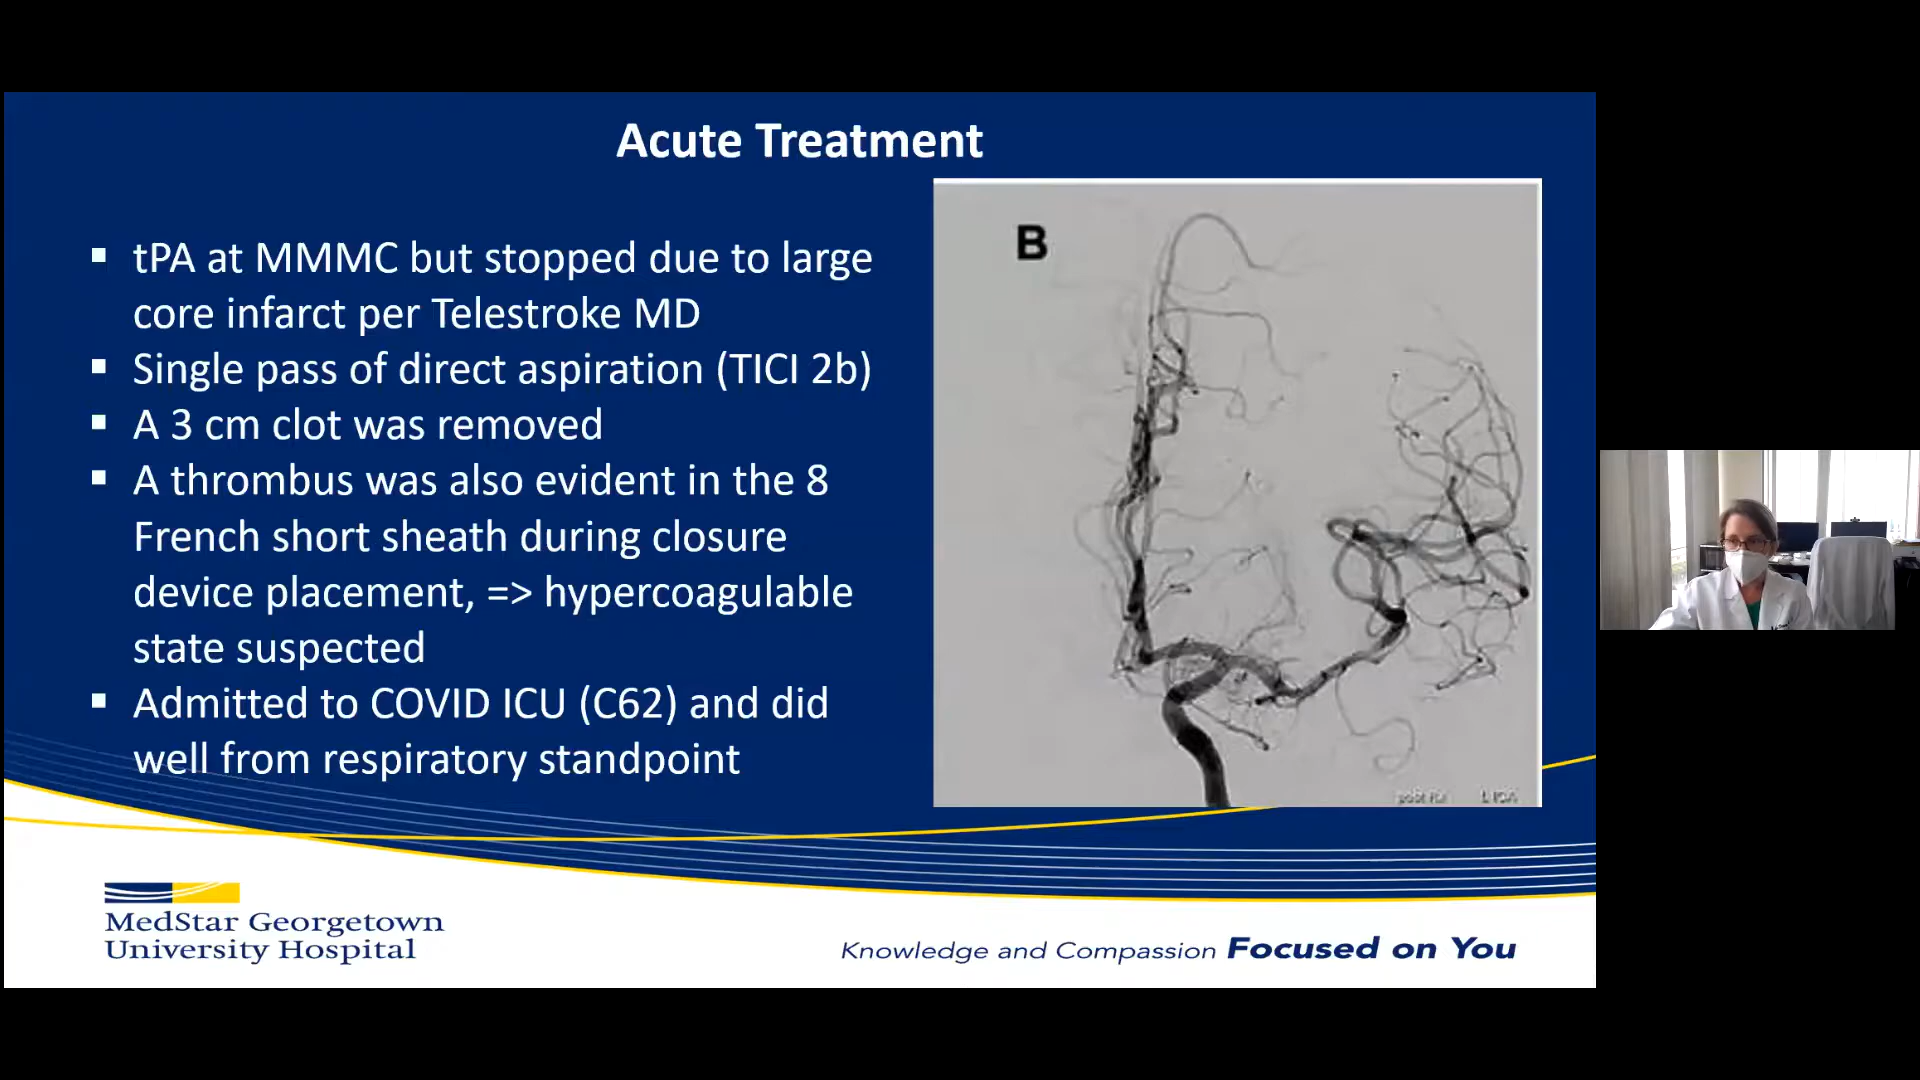 Acute Treatment
▪ tPA at MMMC but stopped due to large
core infarct per Telestroke MD
▪ Single pass of direct aspiration (TICI 2b)
▪ A 3 cm clot was removed
▪ A thrombus was also evident in the 8
French short sheath during closure
device placement, => hypercoagulable
state suspected
▪ Admitted to COVID ICU (C62) and did
well from respiratory standpoint
B
MedStar Georgetown
University Hospital
Knowledge and Compassion Focused on You